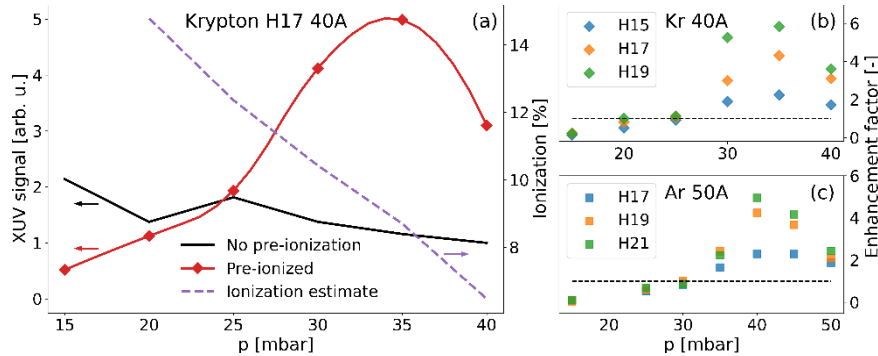 Krypton H17 40A (a)
XUV signal [arb. u.]
5
4
3
2
1
0
15 20 25 30 35 40
p [mbar]
14
12
10
8
Ionization [%]
No pre-ionization
Pre-ionized
Ionization estimate
Kr 40A (b)
H15
H17
H19
6
4
2
0
Enhancement factor [-]
20 30 40
p [mbar]
Ar 50A (c)
H17
H19
H21
4
2
0
Enhancement factor [-]
20 30 40 50
p [mbar]